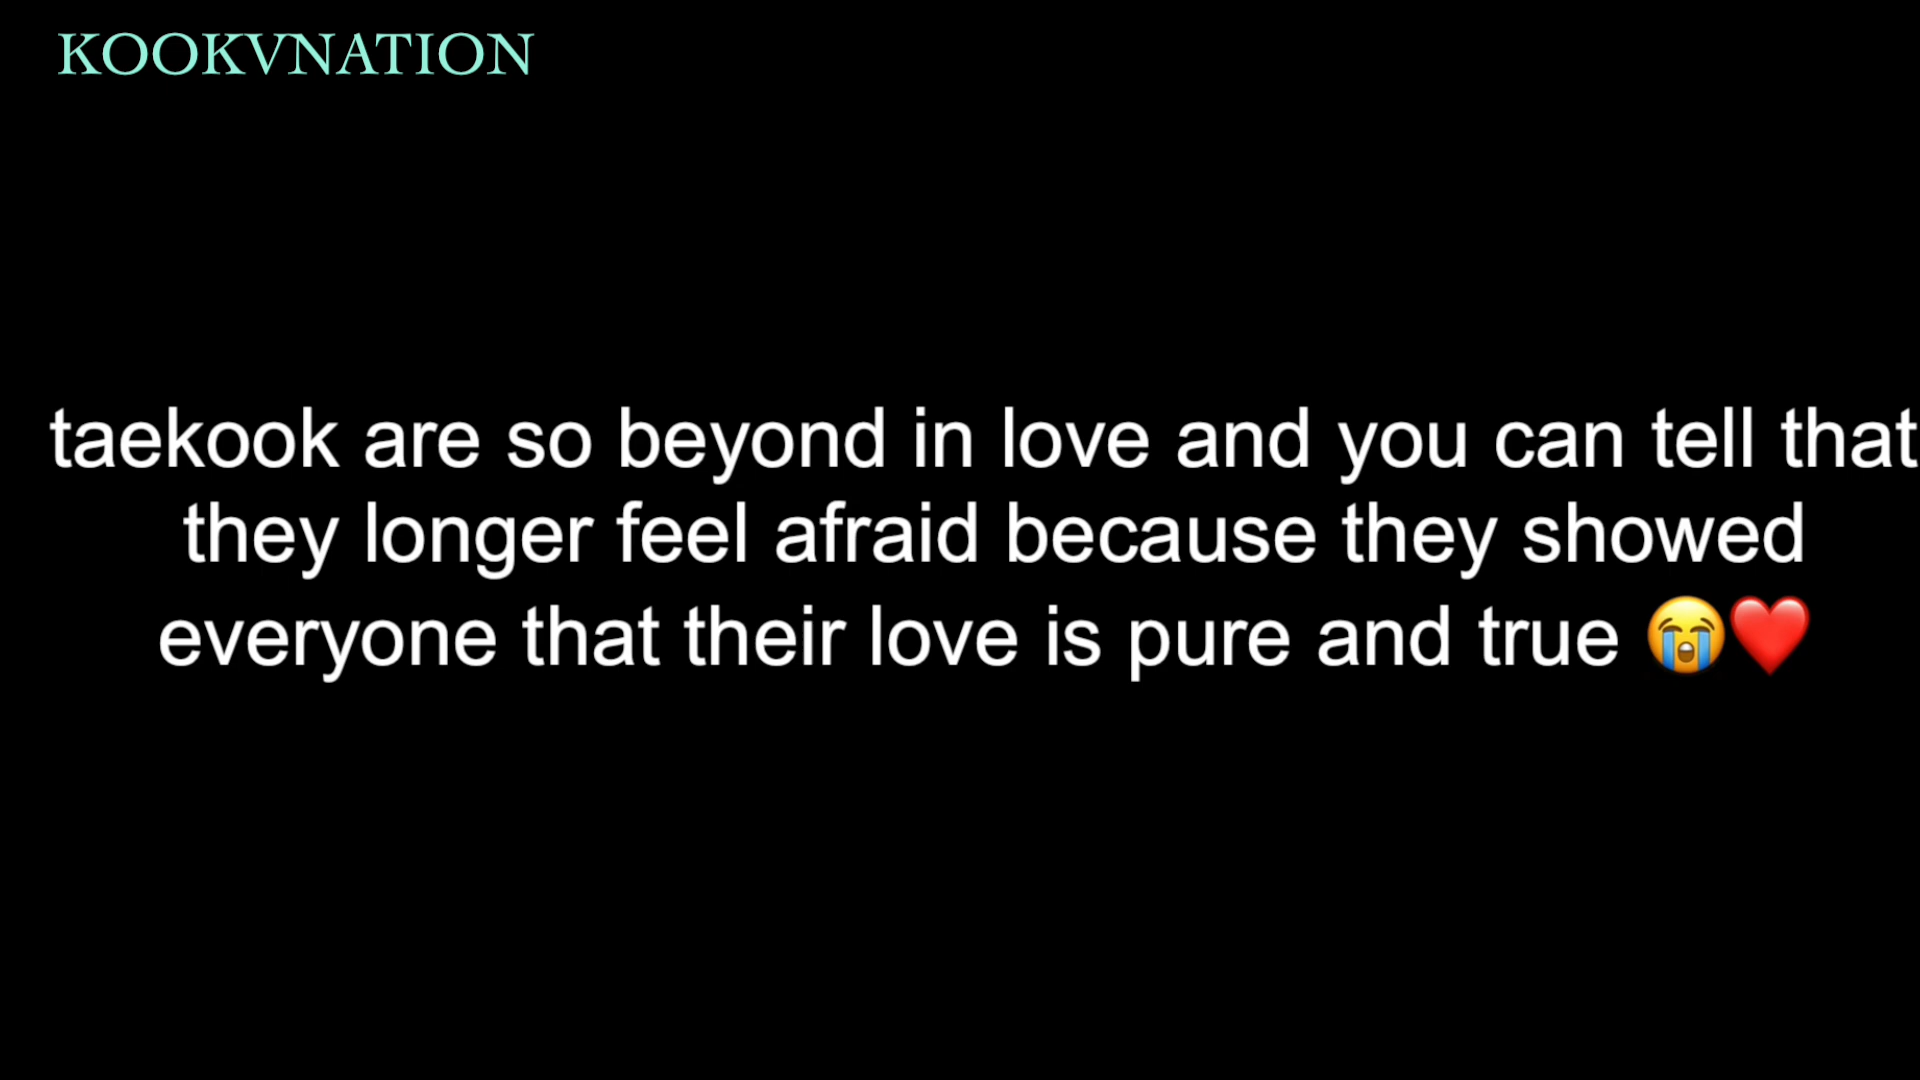 KOOKVNATION
taekook are so beyond in love and you can tell that
they longer feel afraid because they showed
everyone that their love is pure and true 😭❤️